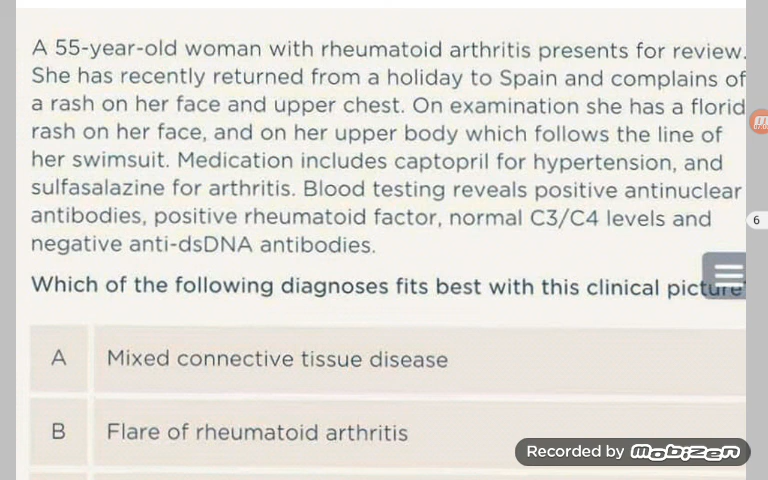 A 55-year-old woman with rheumatoid arthritis presents for review.
She has recently returned from a holiday to Spain and complains of
a rash on her face and upper chest. On examination she has a florid
rash on her face, and on her upper body which follows the line of
her swimsuit. Medication includes captopril for hypertension, and
sulfasalazine for arthritis. Blood testing reveals positive antinuclear
antibodies, positive rheumatoid factor, normal C3/C4 levels and
negative anti-dsDNA antibodies.
6
Which of the following diagnoses fits best with this clinical picture
A Mixed connective tissue disease
B Flare of rheumatoid arthritis
Recorded by mobizen